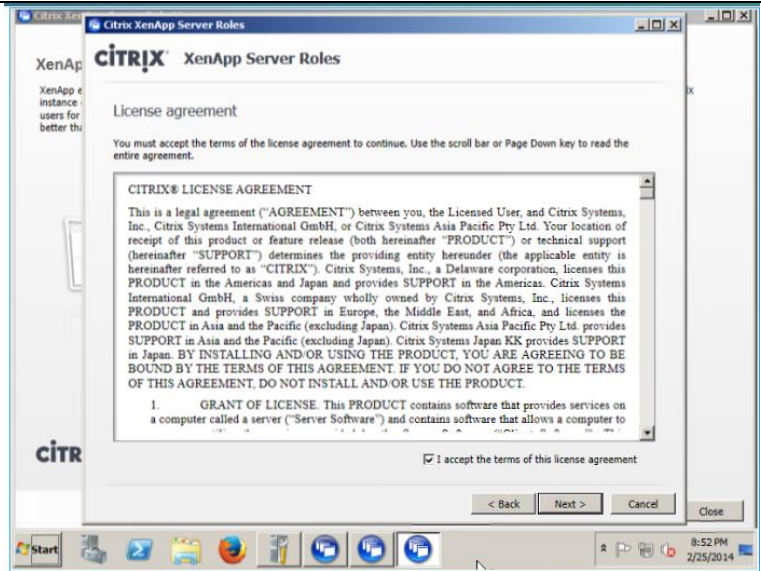 Citrix Xen
Citrix XenApp Server Roles
XenAp
CİTRIX XenApp Server Roles
XenApp e
instance
users for
better tha
License agreement
You must accept the terms of the license agreement to continue. Use the scroll bar or Page Down key to read the
entire agreement.
CITRIX® LICENSE AGREEMENT
This is a legal agreement ("AGREEMENT") between you, the Licensed User, and Citrix Systems,
Inc., Citrix Systems International GmbH, or Citrix Systems Asia Pacific Pty Ltd. Your location of
receipt of this product or feature release (both hereinafter "PRODUCT") or technical support
(hereinafter "SUPPORT") determines the providing entity hereunder (the applicable entity is
hereinafter referred to as "CITRIX"). Citrix Systems, Inc., a Delaware corporation, licenses this
PRODUCT in the Americas and Japan and provides SUPPORT in the Americas. Citrix Systems
International GmbH, a Swiss company wholly owned by Citrix Systems, Inc., licenses this
PRODUCT and provides SUPPORT in Europe, the Middle East, and Africa, and licenses the
PRODUCT in Asia and the Pacific (excluding Japan). Citrix Systems Asia Pacific Pty Ltd. provides
SUPPORT in Asia and the Pacific (excluding Japan). Citrix Systems Japan KK provides SUPPORT
in Japan. BY INSTALLING AND/OR USING THE PRODUCT, YOU ARE AGREEING TO BE
BOUND BY THE TERMS OF THIS AGREEMENT. IF YOU DO NOT AGREE TO THE TERMS
OF THIS AGREEMENT, DO NOT INSTALL AND/OR USE THE PRODUCT.
1. GRANT OF LICENSE. This PRODUCT contains software that provides services on
a computer called a server ("Server Software") and contains software that allows a computer to
I accept the terms of this license agreement
CİTR
< Back Next > Cancel
Close
Start
8:52 PM
2/25/2014